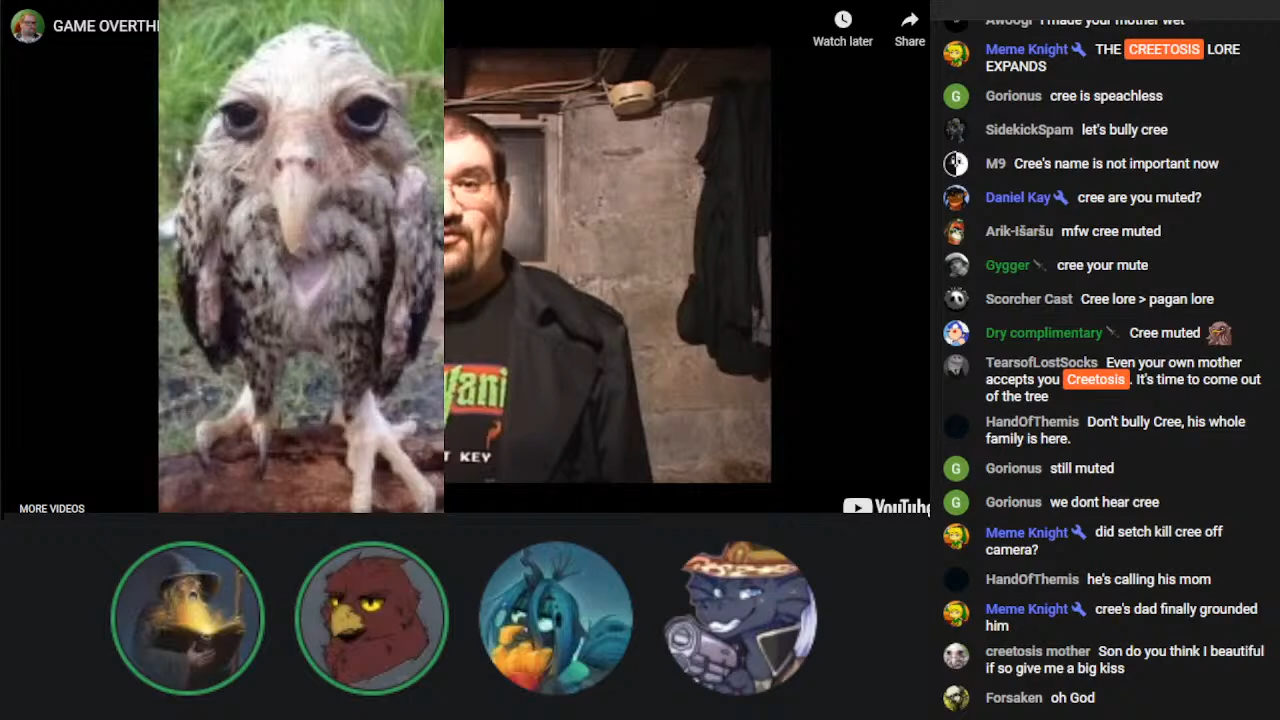 GAME OVERTHI
Watch later
Share
Vani
T KEY
MORE VIDEOS
YouTube
Awoogi I made your mother wet
Meme Knight THE CREETOSIS LORE
EXPANDS
G Gorionus cree is speachless
SidekickSpam let's bully cree
M9 Cree's name is not important now
Daniel Kay cree are you muted?
Arik-Išaršu mfw cree muted
Gygger cree your mute
Scorcher Cast Cree lore > pagan lore
Dry complimentary Cree muted
TearsofLostSocks Even your own mother
accepts you Creetosis . It's time to come out
of the tree
HandOfThemis Don't bully Cree, his whole
family is here.
G Gorionus still muted
G Gorionus we dont hear cree
Meme Knight did setch kill cree off
camera?
HandOfThemis he's calling his mom
Meme Knight cree's dad finally grounded
him
creetosis mother Son do you think I beautiful
if so give me a big kiss
Forsaken oh God